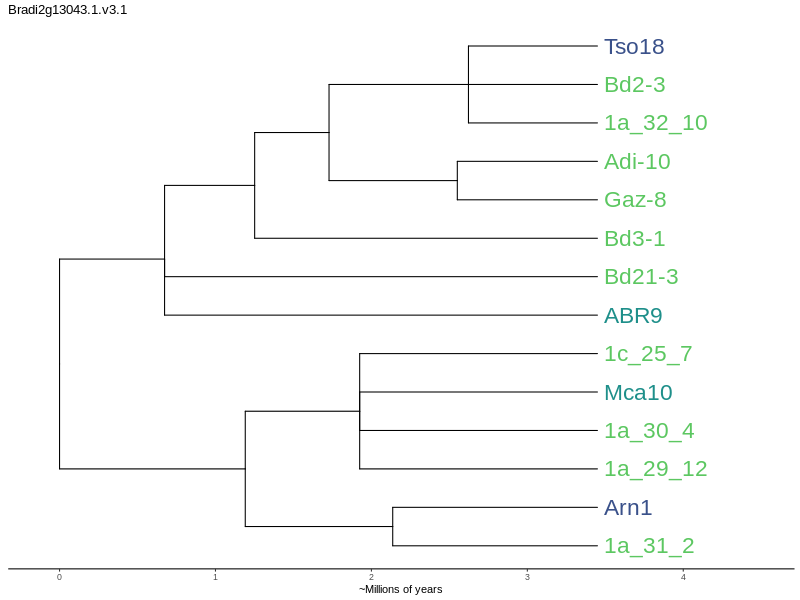 Bradi2g13043.1.v3.1
Tso18
Bd2-3
1a_32_10
Adi-10
Gaz-8
Bd3-1
Bd21-3
ABR9
1c_25_7
Mca10
1a_30_4
1a_29_12
Arn1
1a_31_2
0 1 2 3 4
~Millions of years